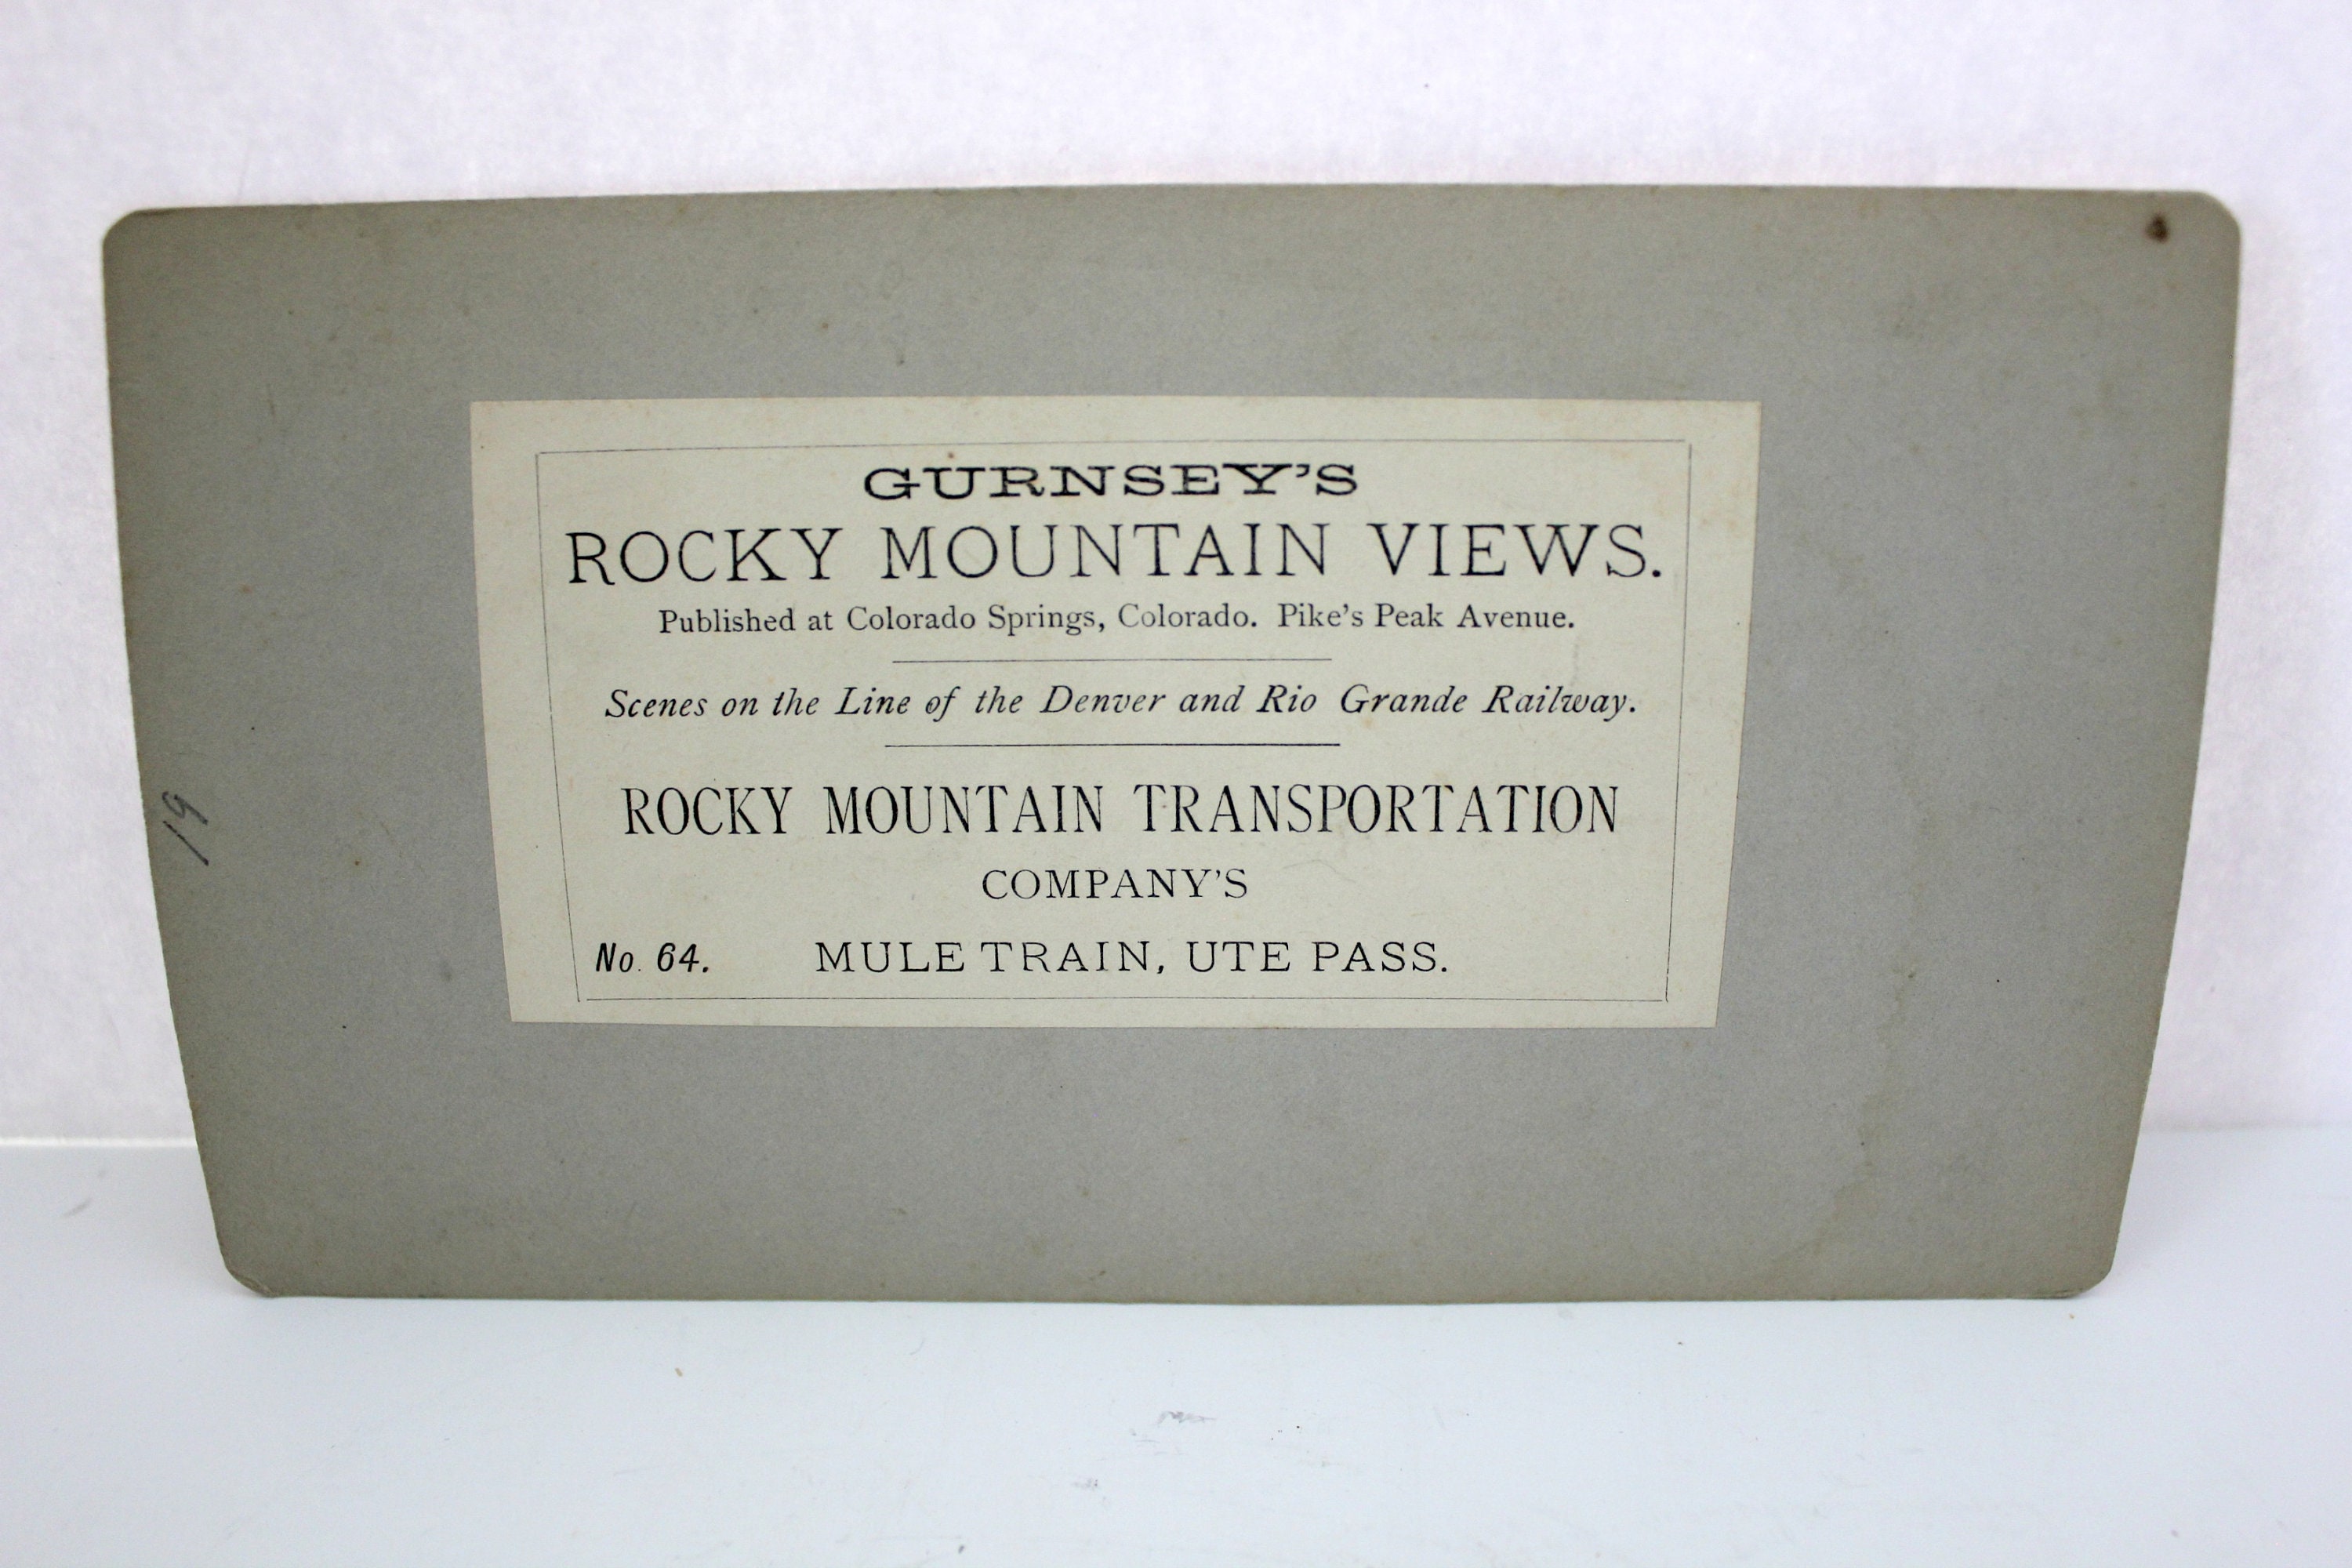 GURNSEY'S
ROCKY MOUNTAIN VIEWS.
Published at Colorado Springs, Colorado. Pike's Peak Avenue.
Scenes on the Line of the Denver and Rio Grande Railway.
ROCKY MOUNTAIN TRANSPORTATION
COMPANY'S
No. 64. MULE TRAIN, UTE PASS.
19